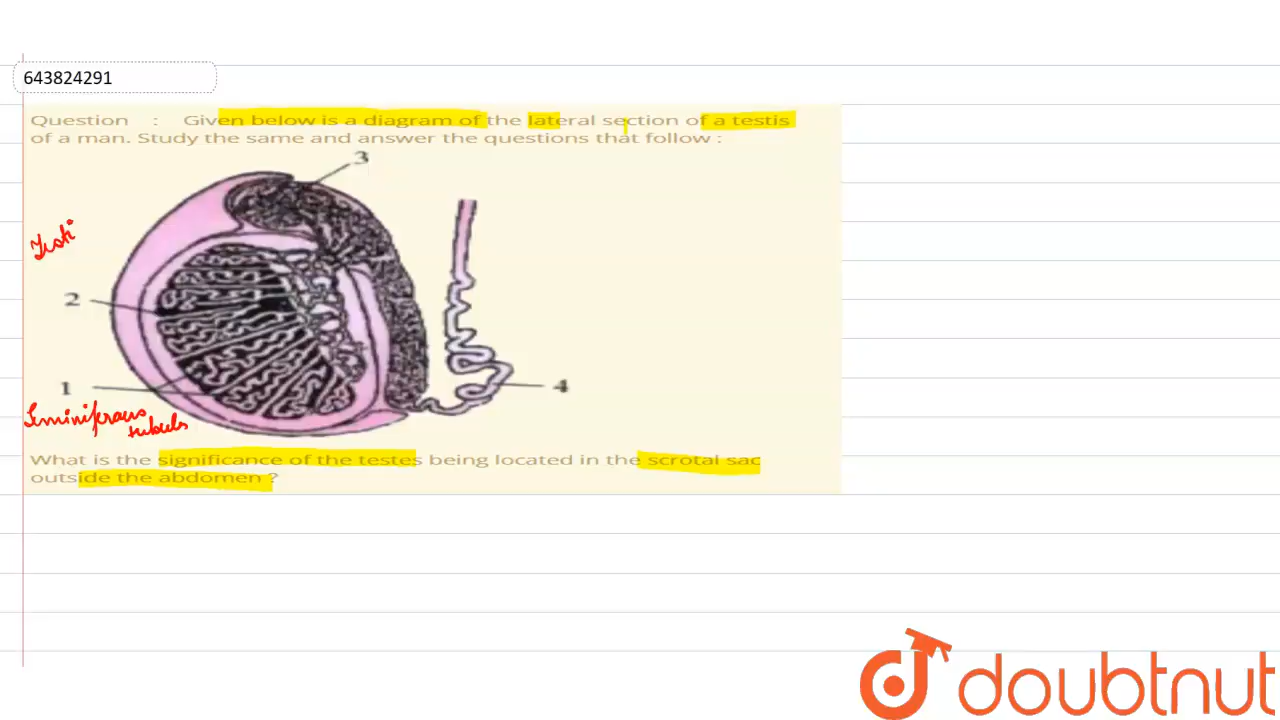 643824291
Question : Given below is a diagram of the lateral section of a testis
of a man. Study the same and answer the questions that follow :
3
2
1
Seminiferous
4
What is the significance of the testes being located in the scrotal sac
outside the abdomen ?
doubtnut